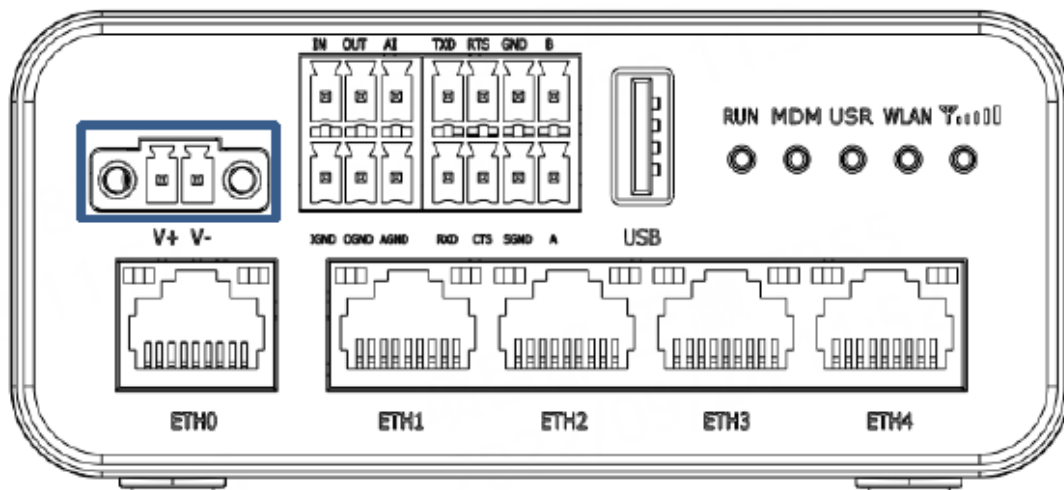 IN OUT AI TXD RTS GND B
RUN MDM USR WLAN
V+ V-
IGND OGND AGND RXD CTS SGND A
USB
ETH0 ETH1 ETH2 ETH3 ETH4